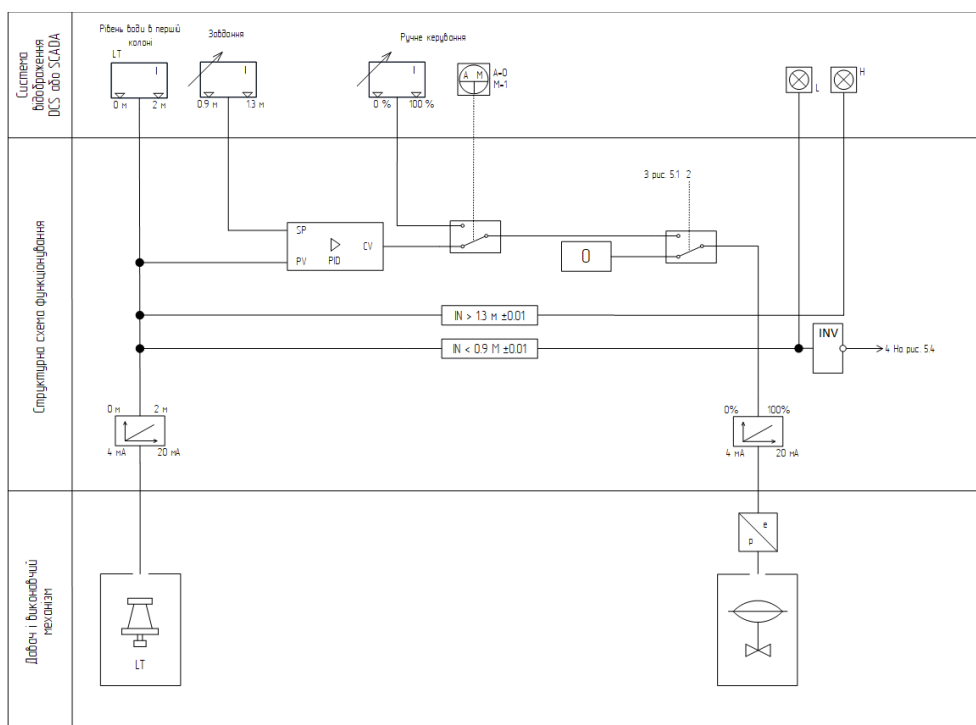 Система
відображення
DCS або SCADA
Рівень води в першій
колоні
LT
I
0 м
2 м
Завдання
I
0.9 м
1.3 м
Ручне керування
I
0 %
100 %
A M
A=0
M=1
L
H
Структурна схема функціонування
SP
PV
CV
PID
З рис. 5.1 2
0
IN > 1.3 м ±0.01
IN < 0.9 М ±0.01
INV
4 На рис. 5.4
0 м
2 м
4 мА
20 мА
0%
100%
4 мА
20 мА
Давач і виконавчий
механізм
LT
e
p